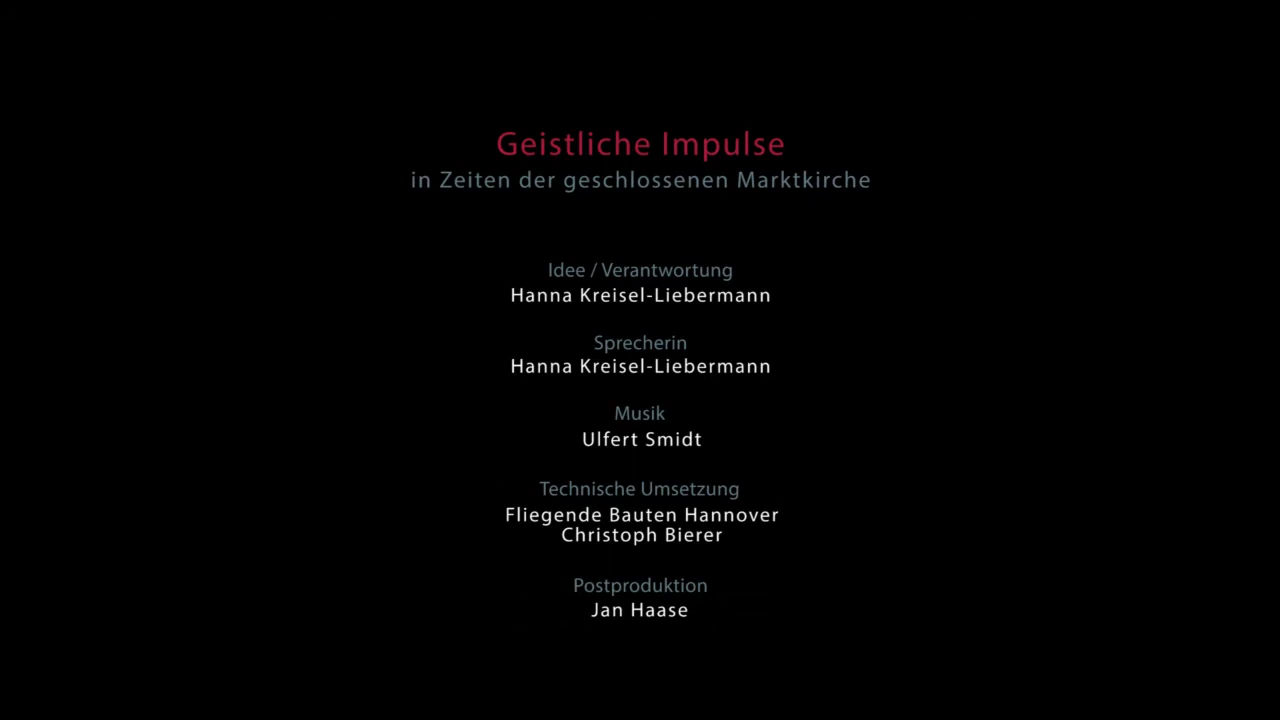 Geistliche Impulse
in Zeiten der geschlossenen Marktkirche
Idee / Verantwortung
Hanna Kreisel-Liebermann
Sprecherin
Hanna Kreisel-Liebermann
Musik
Ulfert Smidt
Technische Umsetzung
Fliegende Bauten Hannover
Christoph Bierer
Postproduktion
Jan Haase